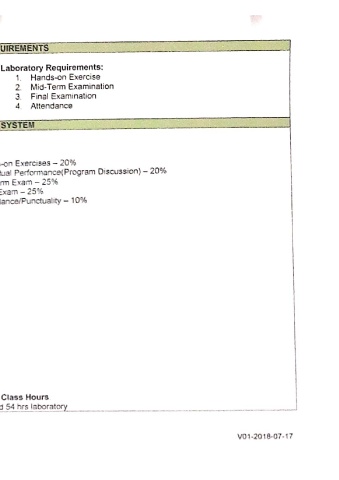 UIREMENTS
Laboratory Requirements:
1. Hands-on Exercise
2. Mid-Term Examination
3. Final Examination
4. Attendance
SYSTEM
-on Exercises – 20%
ual Performance(Program Discussion) – 20%
rm Exam – 25%
Exam – 25%
lance/Punctuality – 10%
Class Hours
d 54 hrs laboratory
V01-2018-07-17